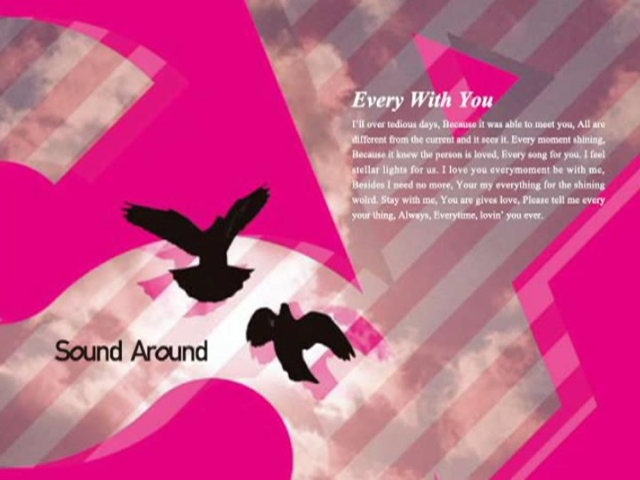 Every With You
I'll over tedious days, Because it was able to meet you, All are
different from the current and it sees it. Every moment shining,
Because it knew the person is loved, Every song for you. I feel
stellar lights for us. I love you everymoment be with me,
Besides I need no more, Your my everything for the shining
wolrd. Stay with me, You are gives love, Please tell me every
your thing, Always, Everytime, lovin' you ever.
Sound Around